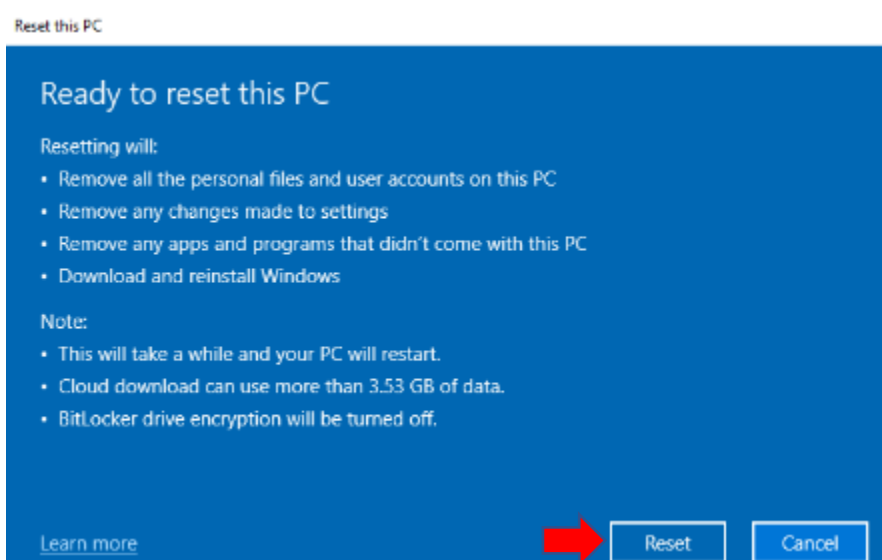 Reset this PC
Ready to reset this PC
Resetting will:
• Remove all the personal files and user accounts on this PC
• Remove any changes made to settings
• Remove any apps and programs that didn't come with this PC
• Download and reinstall Windows
Note:
• This will take a while and your PC will restart.
• Cloud download can use more than 3.53 GB of data.
• BitLocker drive encryption will be turned off.
Learn more
Reset
Cancel